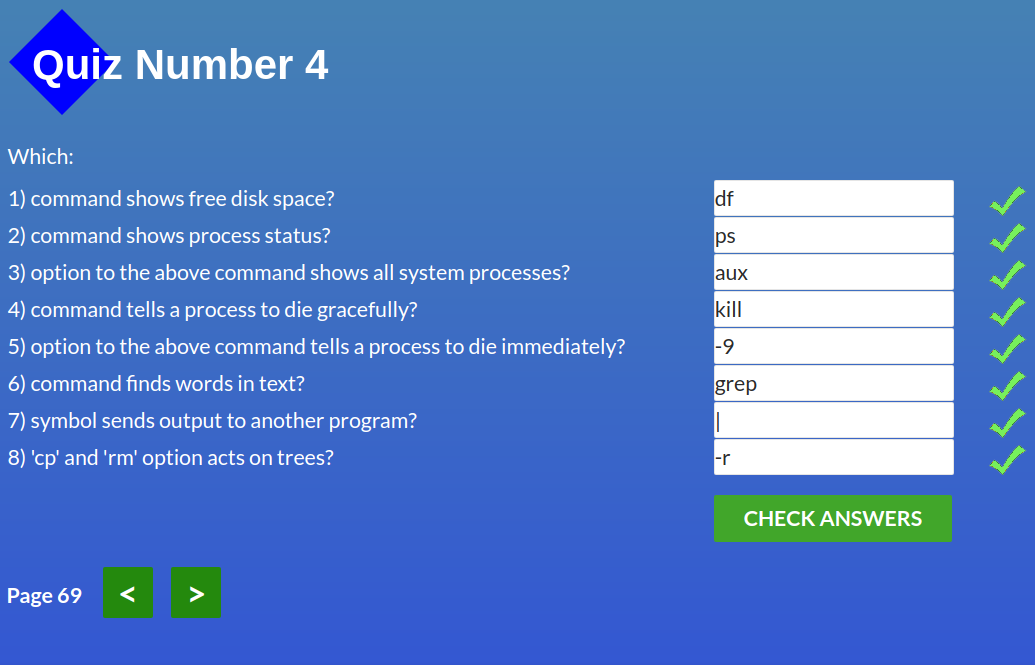 Quiz Number 4
Which:
1) command shows free disk space? df
2) command shows process status? ps
3) option to the above command shows all system processes? aux
4) command tells a process to die gracefully? kill
5) option to the above command tells a process to die immediately? -9
6) command finds words in text? grep
7) symbol sends output to another program? |
8) 'cp' and 'rm' option acts on trees? -r
CHECK ANSWERS
Page 69 < >